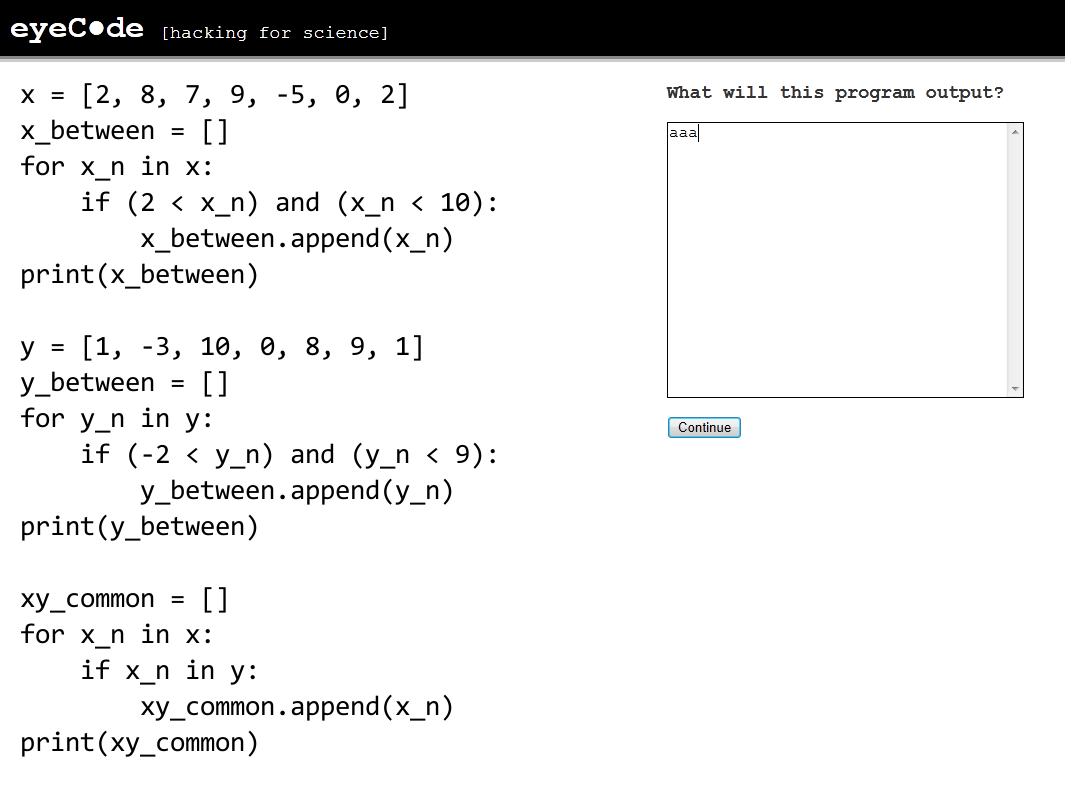 eyeCode [hacking for science]
x = [2, 8, 7, 9, -5, 0, 2]
x_between = []
for x_n in x:
    if (2 < x_n) and (x_n < 10):
        x_between.append(x_n)
print(x_between)

y = [1, -3, 10, 0, 8, 9, 1]
y_between = []
for y_n in y:
    if (-2 < y_n) and (y_n < 9):
        y_between.append(y_n)
print(y_between)

xy_common = []
for x_n in x:
    if x_n in y:
        xy_common.append(x_n)
print(xy_common)
What will this program output?
aaa
Continue